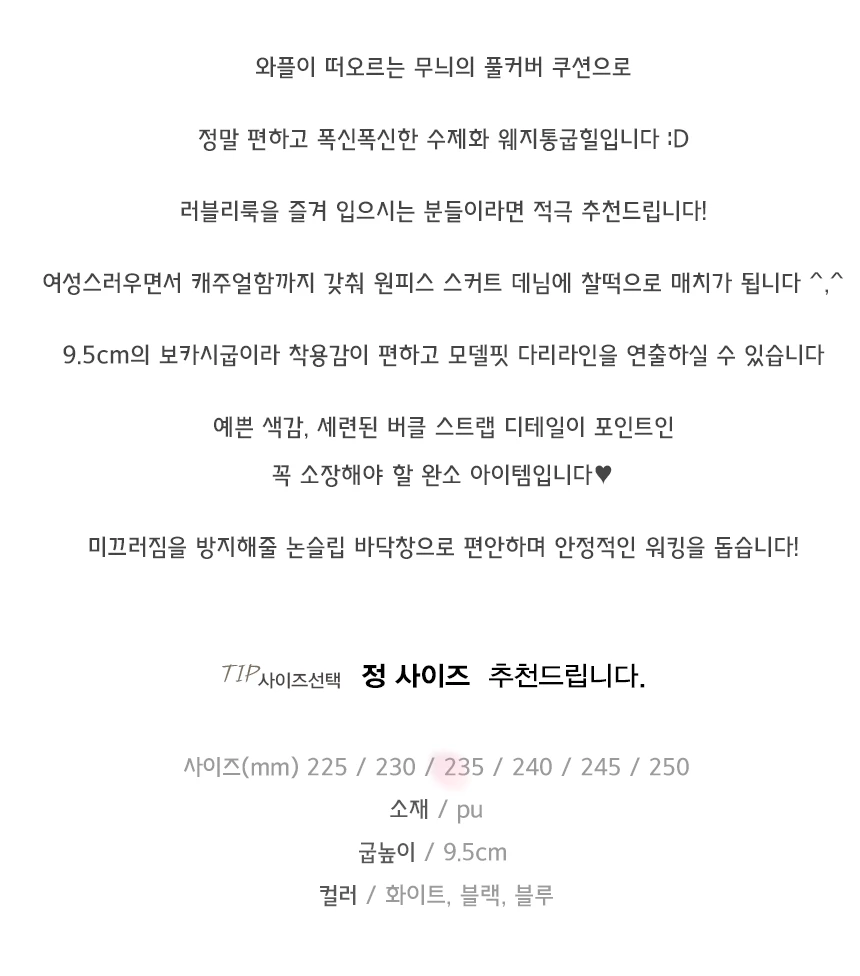 와플이 떠오르는 무늬의 풀커버 쿠션으로
정말 편하고 폭신폭신한 수제화 웨지통굽힐입니다 :D
러블리룩을 즐겨 입으시는 분들이라면 적극 추천드립니다!
여성스러우면서 캐주얼함까지 갖춰 원피스 스커트 데님에 찰떡으로 매치가 됩니다 ^,^
9.5cm의 보카시굽이라 착용감이 편하고 모델핏 다리라인을 연출하실 수 있습니다
예쁜 색감, 세련된 버클 스트랩 디테일이 포인트인
꼭 소장해야 할 완소 아이템입니다♥
미끄러짐을 방지해줄 논슬립 바닥창으로 편안하며 안정적인 워킹을 돕습니다!
TIP 사이즈선택 정 사이즈 추천드립니다.
사이즈(mm) 225 / 230 / 235 / 240 / 245 / 250
소재 / pu
굽높이 / 9.5cm
컬러 / 화이트, 블랙, 블루